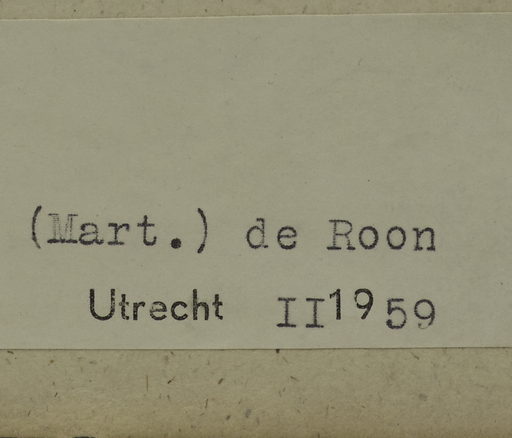 (Mart.) de Roon
Utrecht II1959